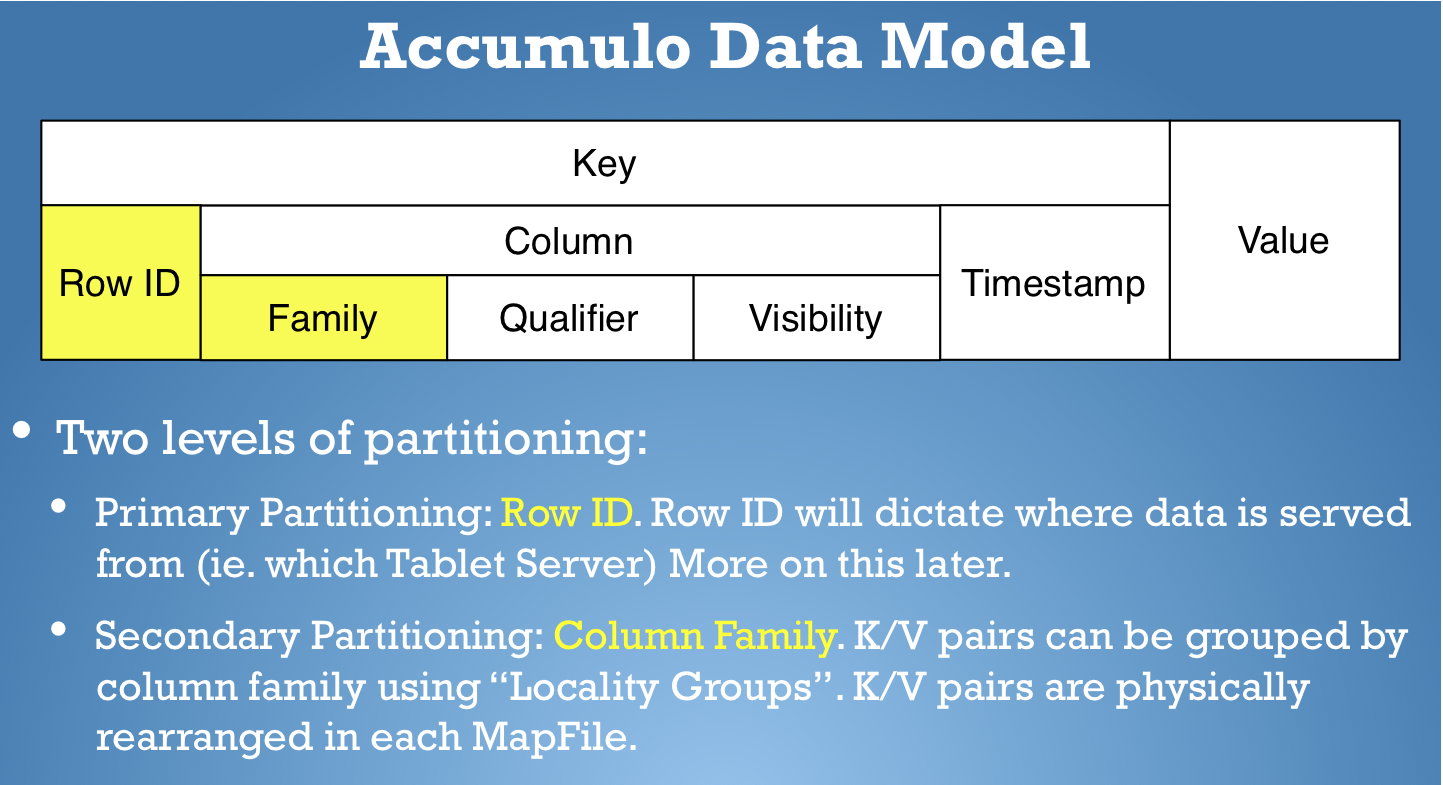 Accumulo Data Model
Key
Value
Row ID
Column
Timestamp
Family
Qualifier
Visibility
• Two levels of partitioning:
• Primary Partitioning: Row ID. Row ID will dictate where data is served
from (ie. which Tablet Server) More on this later.
• Secondary Partitioning: Column Family. K/V pairs can be grouped by
column family using “Locality Groups”. K/V pairs are physically
rearranged in each MapFile.